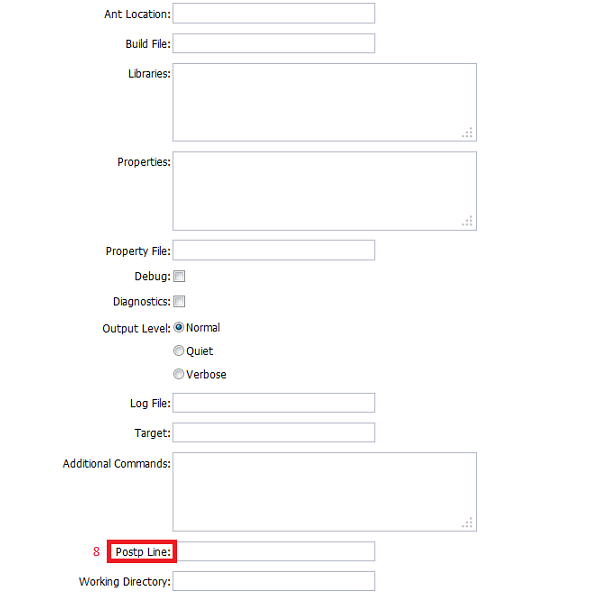 Ant Location:
Build File:
Libraries:
Properties:
Property File:
Debug:
Diagnostics:
Output Level: Normal
Quiet
Verbose
Log File:
Target:
Additional Commands:
8 Postp Line:
Working Directory: